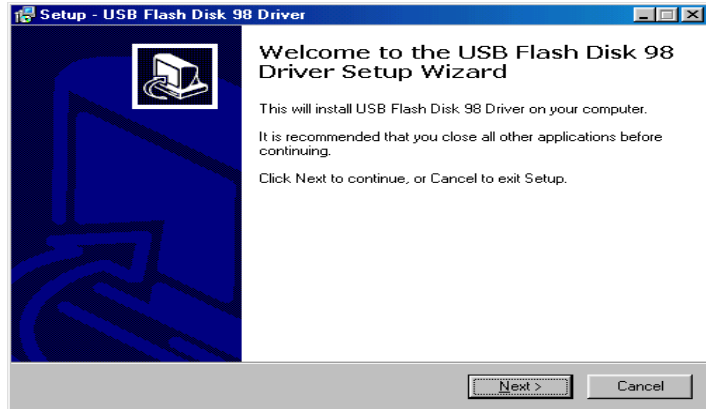 Setup - USB Flash Disk 98 Driver
Welcome to the USB Flash Disk 98
Driver Setup Wizard
This will install USB Flash Disk 98 Driver on your computer.
It is recommended that you close all other applications before
continuing.
Click Next to continue, or Cancel to exit Setup.
Next >
Cancel